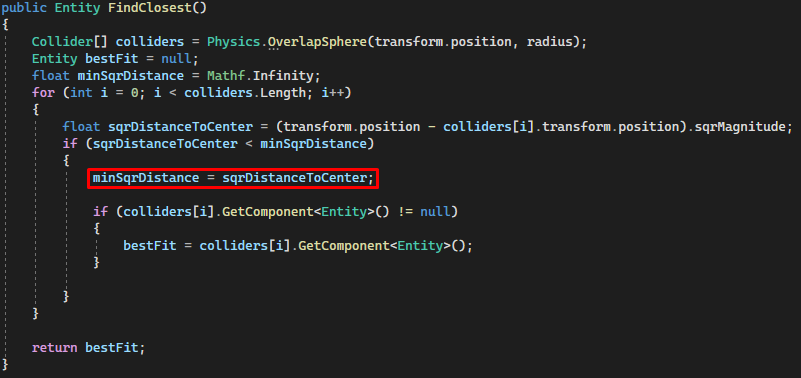 public Entity FindClosest()
{
Collider[] colliders = Physics.OverlapSphere(transform.position, radius);
Entity bestFit = null;
float minSqrDistance = Mathf.Infinity;
for (int i = 0; i < colliders.Length; i++)
{
float sqrDistanceToCenter = (transform.position - colliders[i].transform.position).sqrMagnitude;
if (sqrDistanceToCenter < minSqrDistance)
{
minSqrDistance = sqrDistanceToCenter;
if (colliders[i].GetComponent<Entity>() != null)
{
bestFit = colliders[i].GetComponent<Entity>();
}
}
}
return bestFit;
}